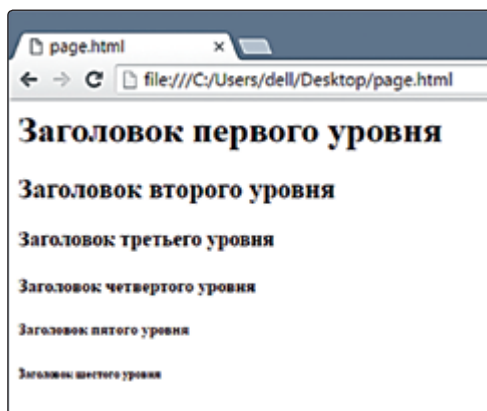 page.html
file:///C:/Users/dell/Desktop/page.html
Заголовок первого уровня
Заголовок второго уровня
Заголовок третьего уровня
Заголовок четвертого уровня
Заголовок пятого уровня
Заголовок шестого уровня